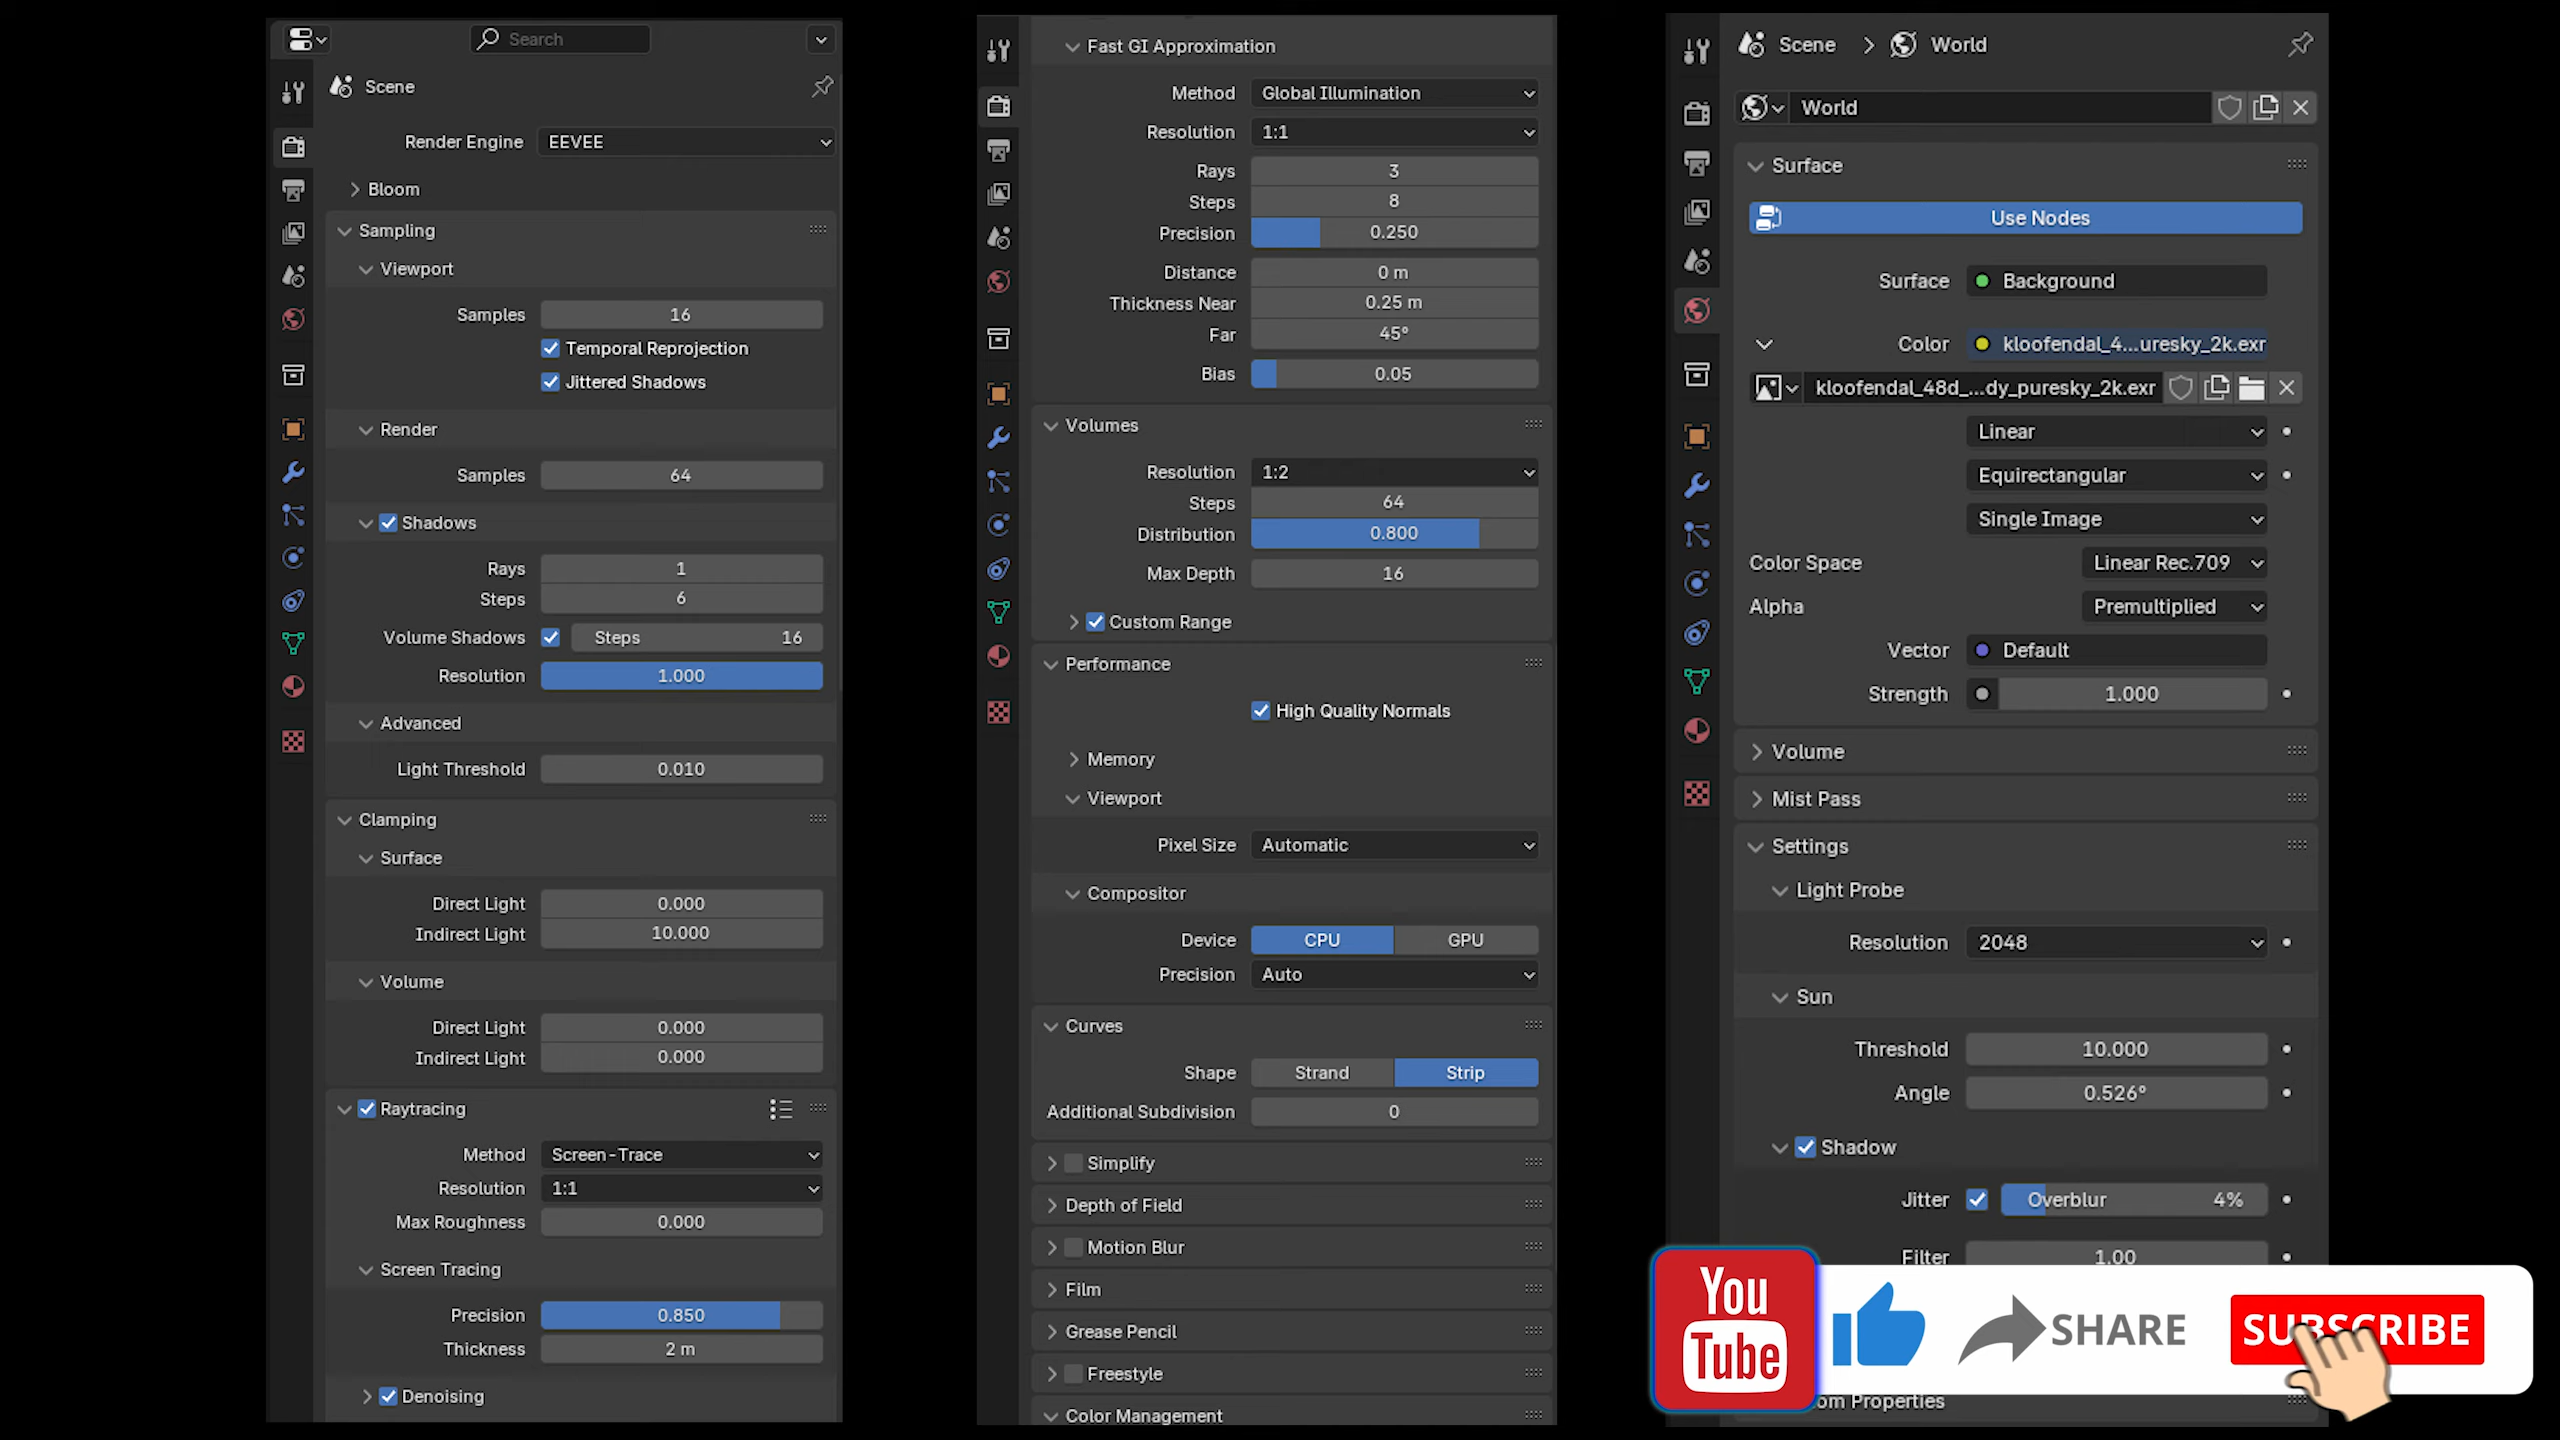 Search
Scene
Render Engine EEVEE
Bloom
Sampling
Viewport
Samples 16
Temporal Reprojection
Jittered Shadows
Render
Samples 64
Shadows
Rays 1
Steps 6
Volume Shadows Steps 16
Resolution 1.000
Advanced
Light Threshold 0.010
Clamping
Surface
Direct Light 0.000
Indirect Light 10.000
Volume
Direct Light 0.000
Indirect Light 0.000
Raytracing
Method Screen-Trace
Resolution 1:1
Max Roughness 0.000
Screen Tracing
Precision 0.850
Thickness 2 m
Denoising
Fast GI Approximation
Method Global Illumination
Resolution 1:1
Rays 3
Steps 8
Precision 0.250
Distance 0 m
Thickness Near 0.25 m
Far 45°
Bias 0.05
Volumes
Resolution 1:2
Steps 64
Distribution 0.800
Max Depth 16
Custom Range
Performance
High Quality Normals
Memory
Viewport
Pixel Size Automatic
Compositor
Device CPU GPU
Precision Auto
Curves
Shape Strand Strip
Additional Subdivision 0
Simplify
Depth of Field
Motion Blur
Film
Grease Pencil
Freestyle
Color Management
Scene > World
World
Surface
Use Nodes
Surface Background
Color kloofendal_4...uresky_2k.exr
kloofendal_48d_...dy_puresky_2k.exr
Linear
Equirectangular
Single Image
Color Space Linear Rec.709
Alpha Premultiplied
Vector Default
Strength 1.000
Volume
Mist Pass
Settings
Light Probe
Resolution 2048
Sun
Threshold 10.000
Angle 0.526°
Shadow
Jitter Overblur 4%
Filter 1.00
You
Tube
SHARE
SUBSCRIBE
om Properties